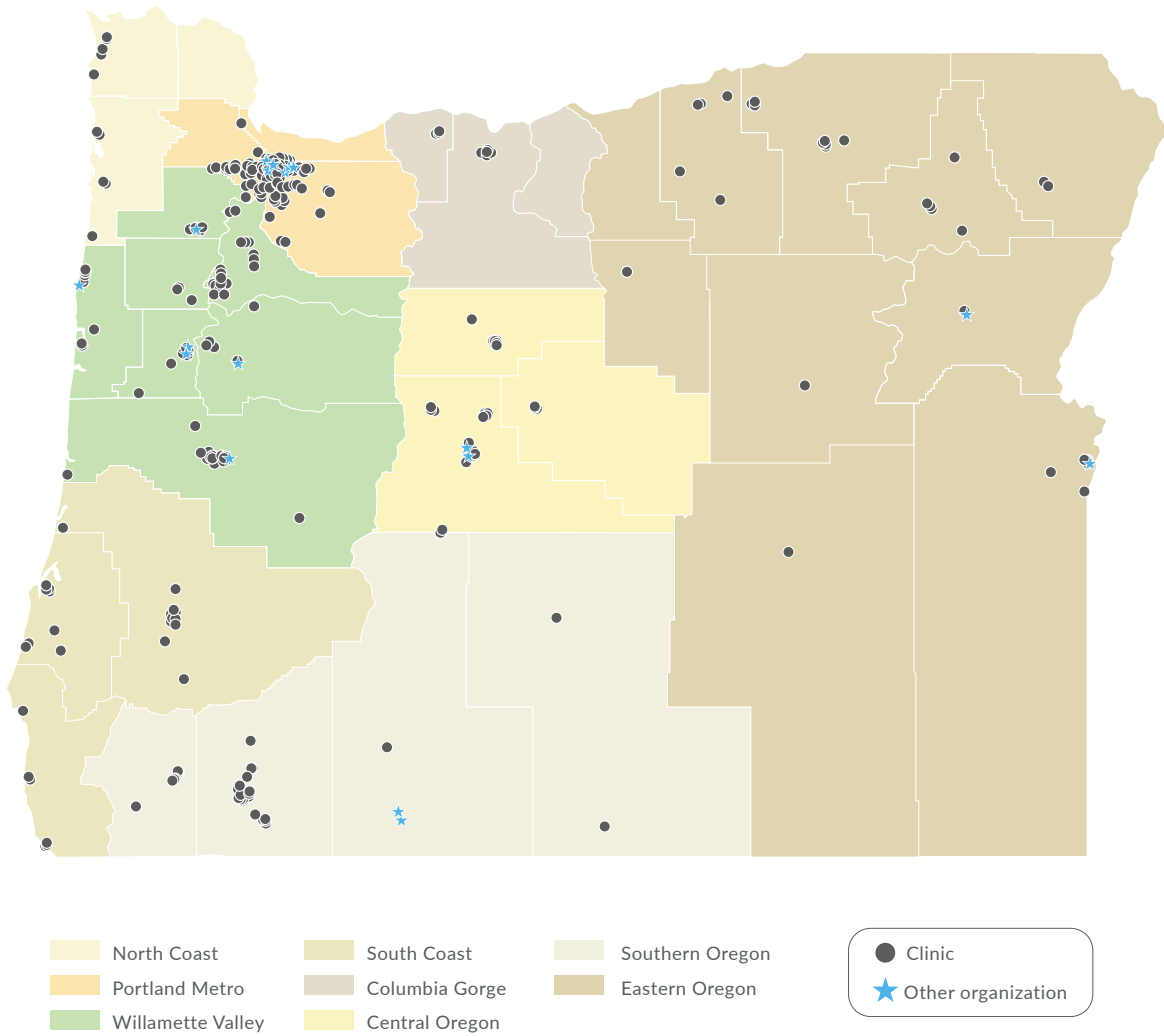 North Coast
Portland Metro
Willamette Valley
South Coast
Columbia Gorge
Central Oregon
Southern Oregon
Eastern Oregon
Clinic
Other organization